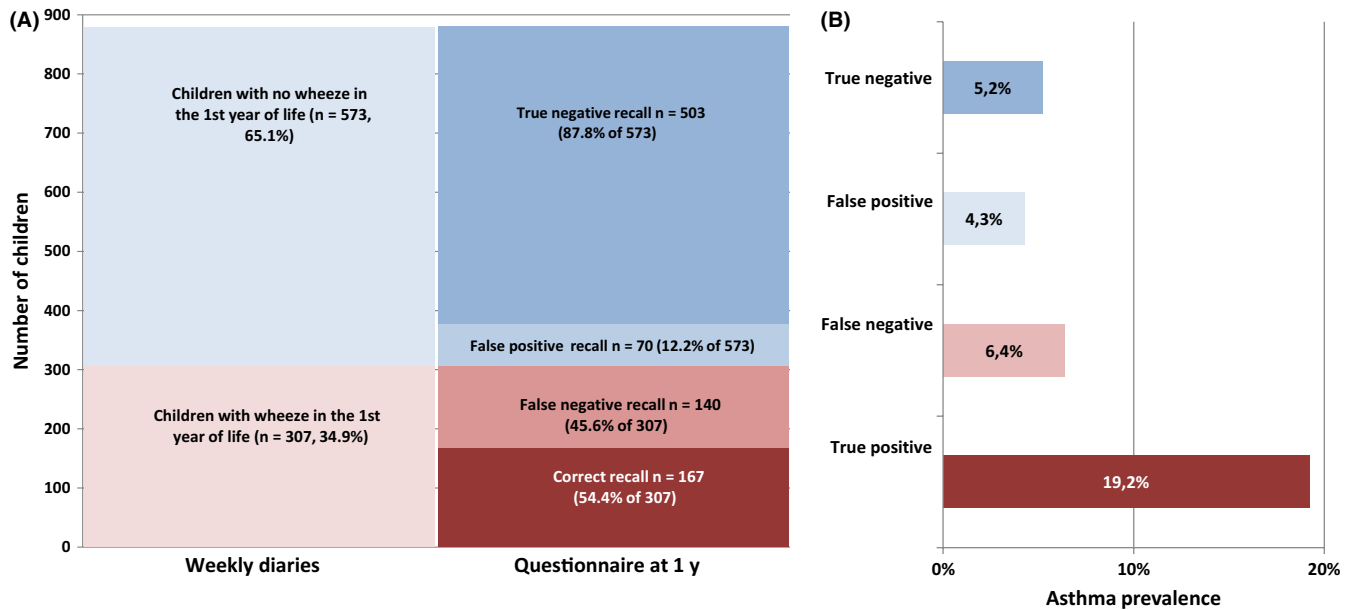 (A)
900
800
700
600
500
400
300
200
100
0
Number of children
Children with no wheeze in
the 1st year of life (n = 573,
65.1%)
Children with wheeze in the 1st
year of life (n = 307, 34.9%)
True negative recall n = 503
(87.8% of 573)
False positive recall n = 70 (12.2% of 573)
False negative recall n = 140
(45.6% of 307)
Correct recall n = 167
(54.4% of 307)
Weekly diaries
Questionnaire at 1 y
(B)
True negative
5,2%
False positive
4,3%
False negative
6,4%
True positive
19,2%
0%
10%
20%
Asthma prevalence